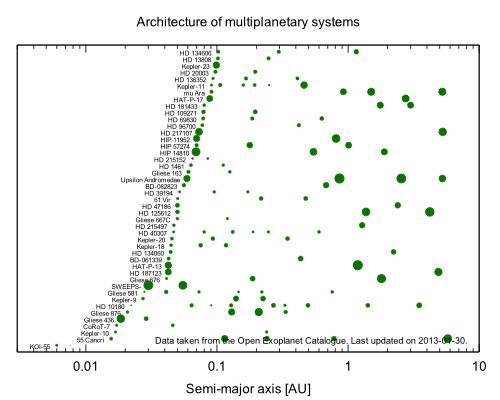 Architecture of multiplanetary systems
HD 134606
HD 13808
Kepler-23
HD 20003
HD 136352
Kepler-11
mu Ara
HAT-P-17
HD 181433
HD 109271
HD 69830
HD 96700
HD 217107
HIP 11952
HIP 57274
HIP 14810
HD 215152
HD 1461
Gliese 163
Upsilon Andromedae
BD-082823
HD 39194
61 Vir
HD 47186
HD 125612
Gliese 667C
HD 215497
HD 40307
Kepler-20
Kepler-18
HD 134060
BD-061339
HAT-P-13
HD 187123
Gliese 676
SWEEPS-
Gliese 581
Kepler-9
HD 10180
Gliese 876
Gliese 436
CoRoT-7
Kepler-10
55 Cancri
KOI-55
Data taken from the Open Exoplanet Catalogue. Last updated on 2013-01-30.
0.01 0.1 1 10
Semi-major axis [AU]